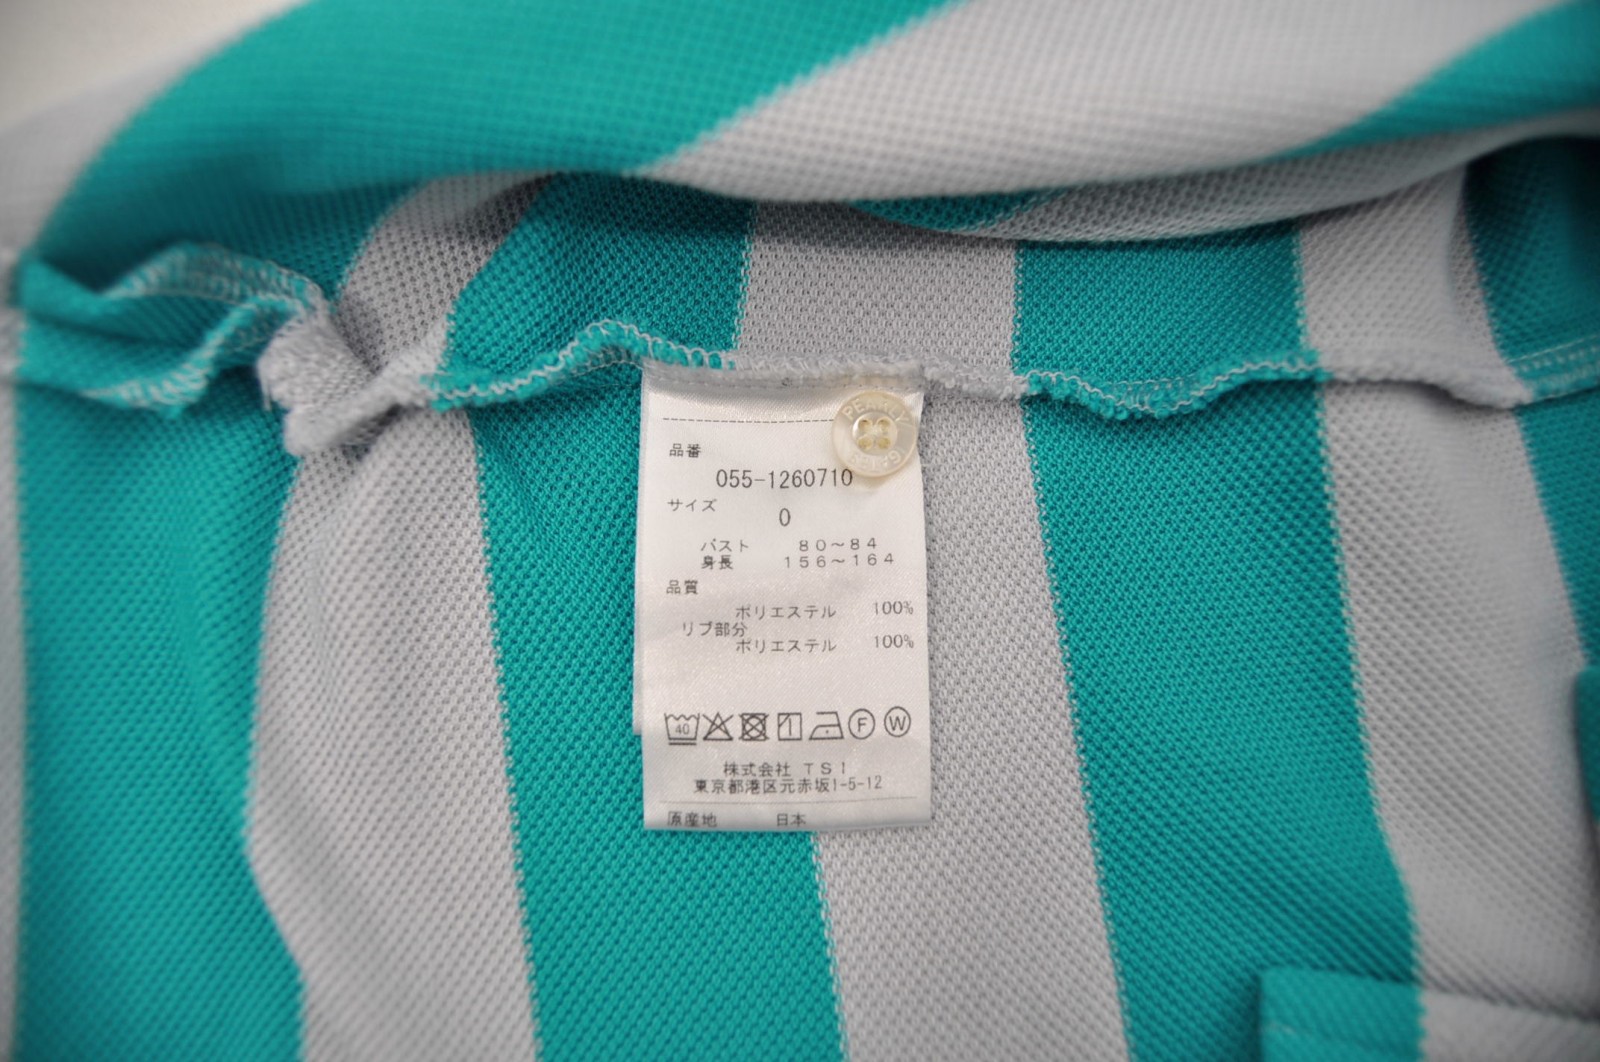 PEARLY
GATES
品番
055-1260710
サイズ
0
バスト 80~84
身長 156~164
品質
ポリエステル 100%
リブ部分
ポリエステル 100%
40 F W
株式会社 TSI
東京都港区元赤坂1-5-12
原産地 日本